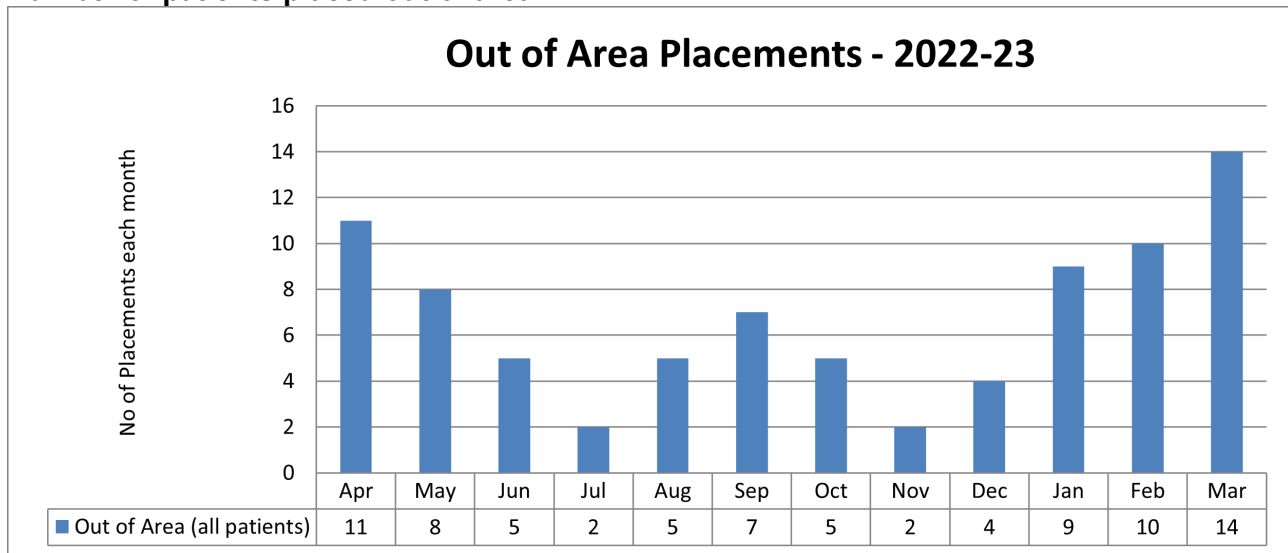 Out of Area Placements - 2022-23
No of Placements each month
16
14
12
10
8
6
4
2
0
Apr May Jun Jul Aug Sep Oct Nov Dec Jan Feb Mar
Out of Area (all patients) 11 8 5 2 5 7 5 2 4 9 10 14